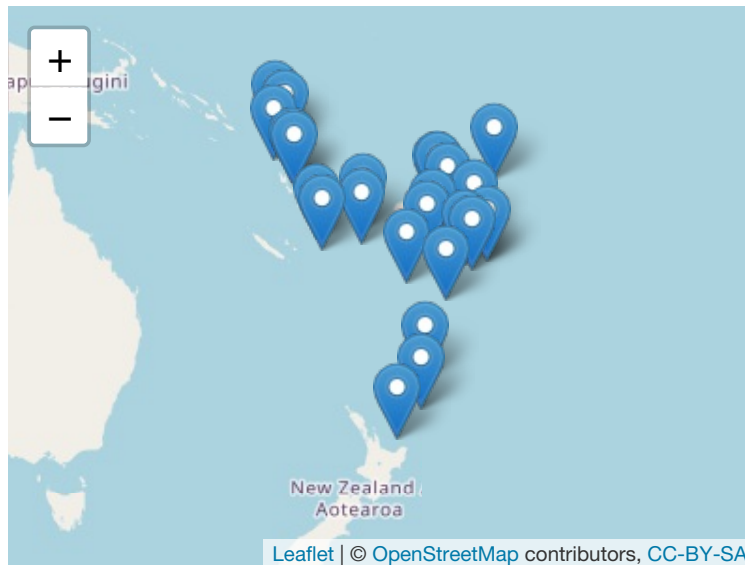 +
−
New Zealand
Aotearoa
Leaflet | © OpenStreetMap contributors, CC-BY-SA